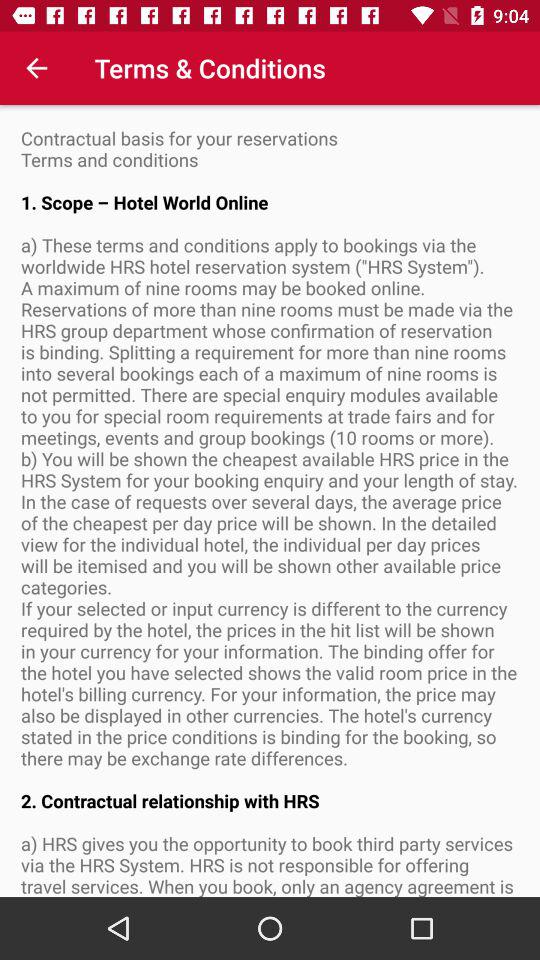 9:04
Terms & Conditions
Contractual basis for your reservations
Terms and conditions
1. Scope – Hotel World Online
a) These terms and conditions apply to bookings via the
worldwide HRS hotel reservation system ("HRS System").
A maximum of nine rooms may be booked online.
Reservations of more than nine rooms must be made via the
HRS group department whose confirmation of reservation
is binding. Splitting a requirement for more than nine rooms
into several bookings each of a maximum of nine rooms is
not permitted. There are special enquiry modules available
to you for special room requirements at trade fairs and for
meetings, events and group bookings (10 rooms or more).
b) You will be shown the cheapest available HRS price in the
HRS System for your booking enquiry and your length of stay.
In the case of requests over several days, the average price
of the cheapest per day price will be shown. In the detailed
view for the individual hotel, the individual per day prices
will be itemised and you will be shown other available price
categories.
If your selected or input currency is different to the currency
required by the hotel, the prices in the hit list will be shown
in your currency for your information. The binding offer for
the hotel you have selected shows the valid room price in the
hotel's billing currency. For your information, the price may
also be displayed in other currencies. The hotel's currency
stated in the price conditions is binding for the booking, so
there may be exchange rate differences.
2. Contractual relationship with HRS
a) HRS gives you the opportunity to book third party services
via the HRS System. HRS is not responsible for offering
travel services. When you book, only an agency agreement is